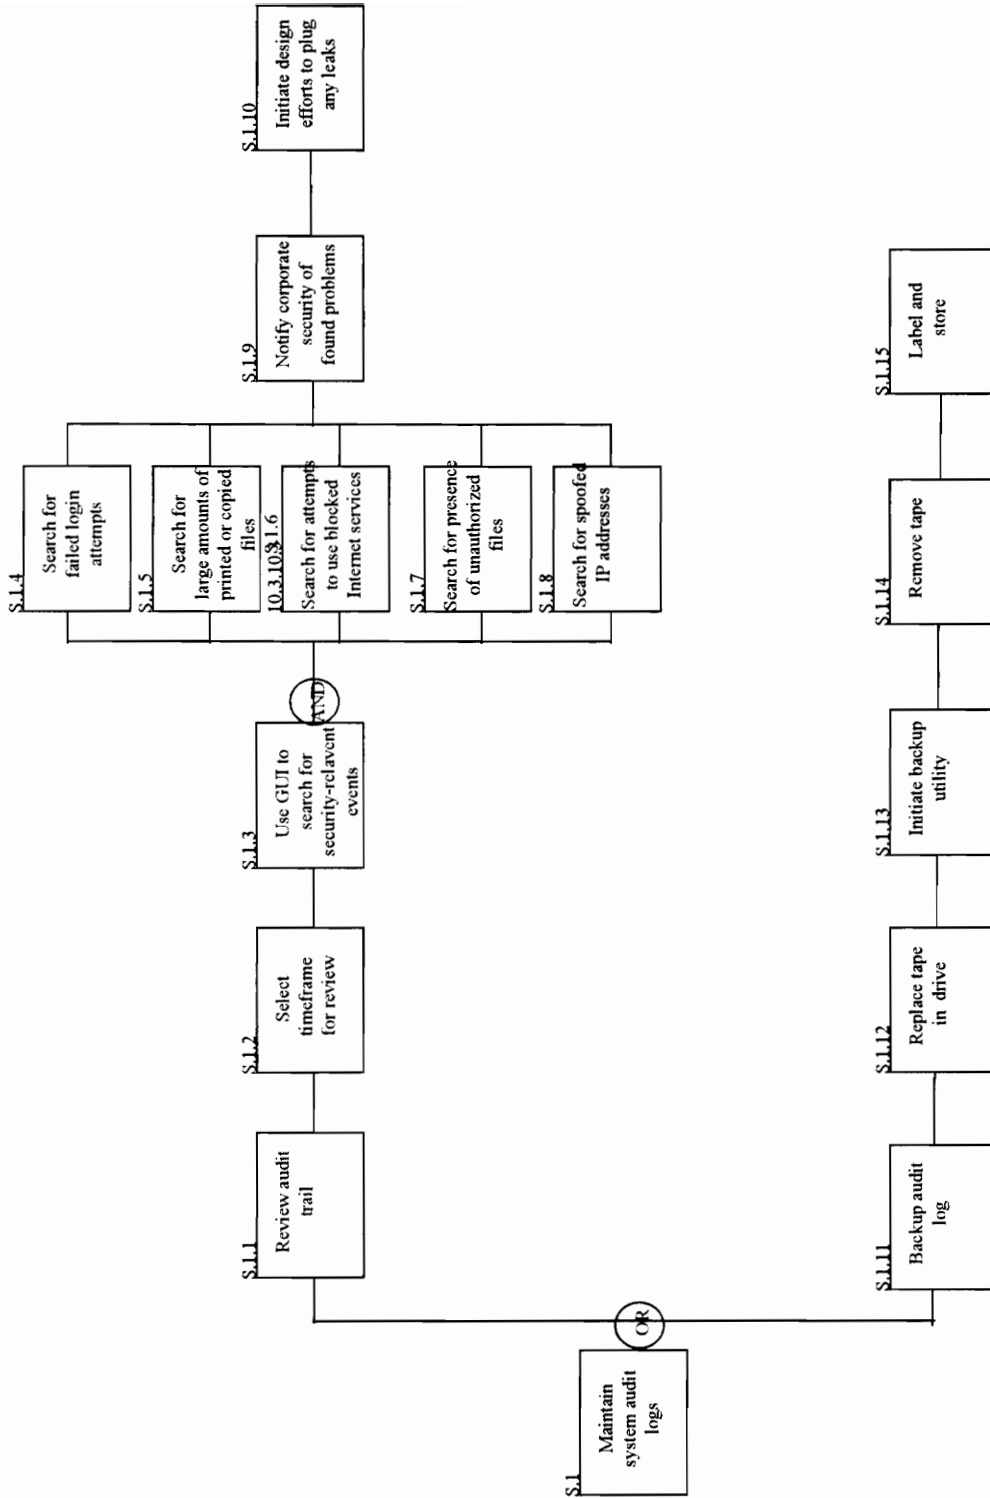 S.1
Maintain
system audit
logs
OR
S.1.1
Review audit
trail
S.1.2
Select
timeframe
for review
S.1.3
Use GUI to
search for
security-relavent
events
AND
S.1.4
Search for
failed login
attempts
S.1.5
Search for
large amounts of
printed or copied
files
S.1.6
Search for attempts
to use blocked
Internet services
S.1.7
Search for presence
of unauthorized
files
S.1.8
Search for spoofed
IP addresses
S.1.9
Notify corporate
security of
found problems
S.1.10
Initiate design
efforts to plug
any leaks
S.1.11
Backup audit
log
S.1.12
Replace tape
in drive
S.1.13
Initiate backup
utility
S.1.14
Remove tape
S.1.15
Label and
store